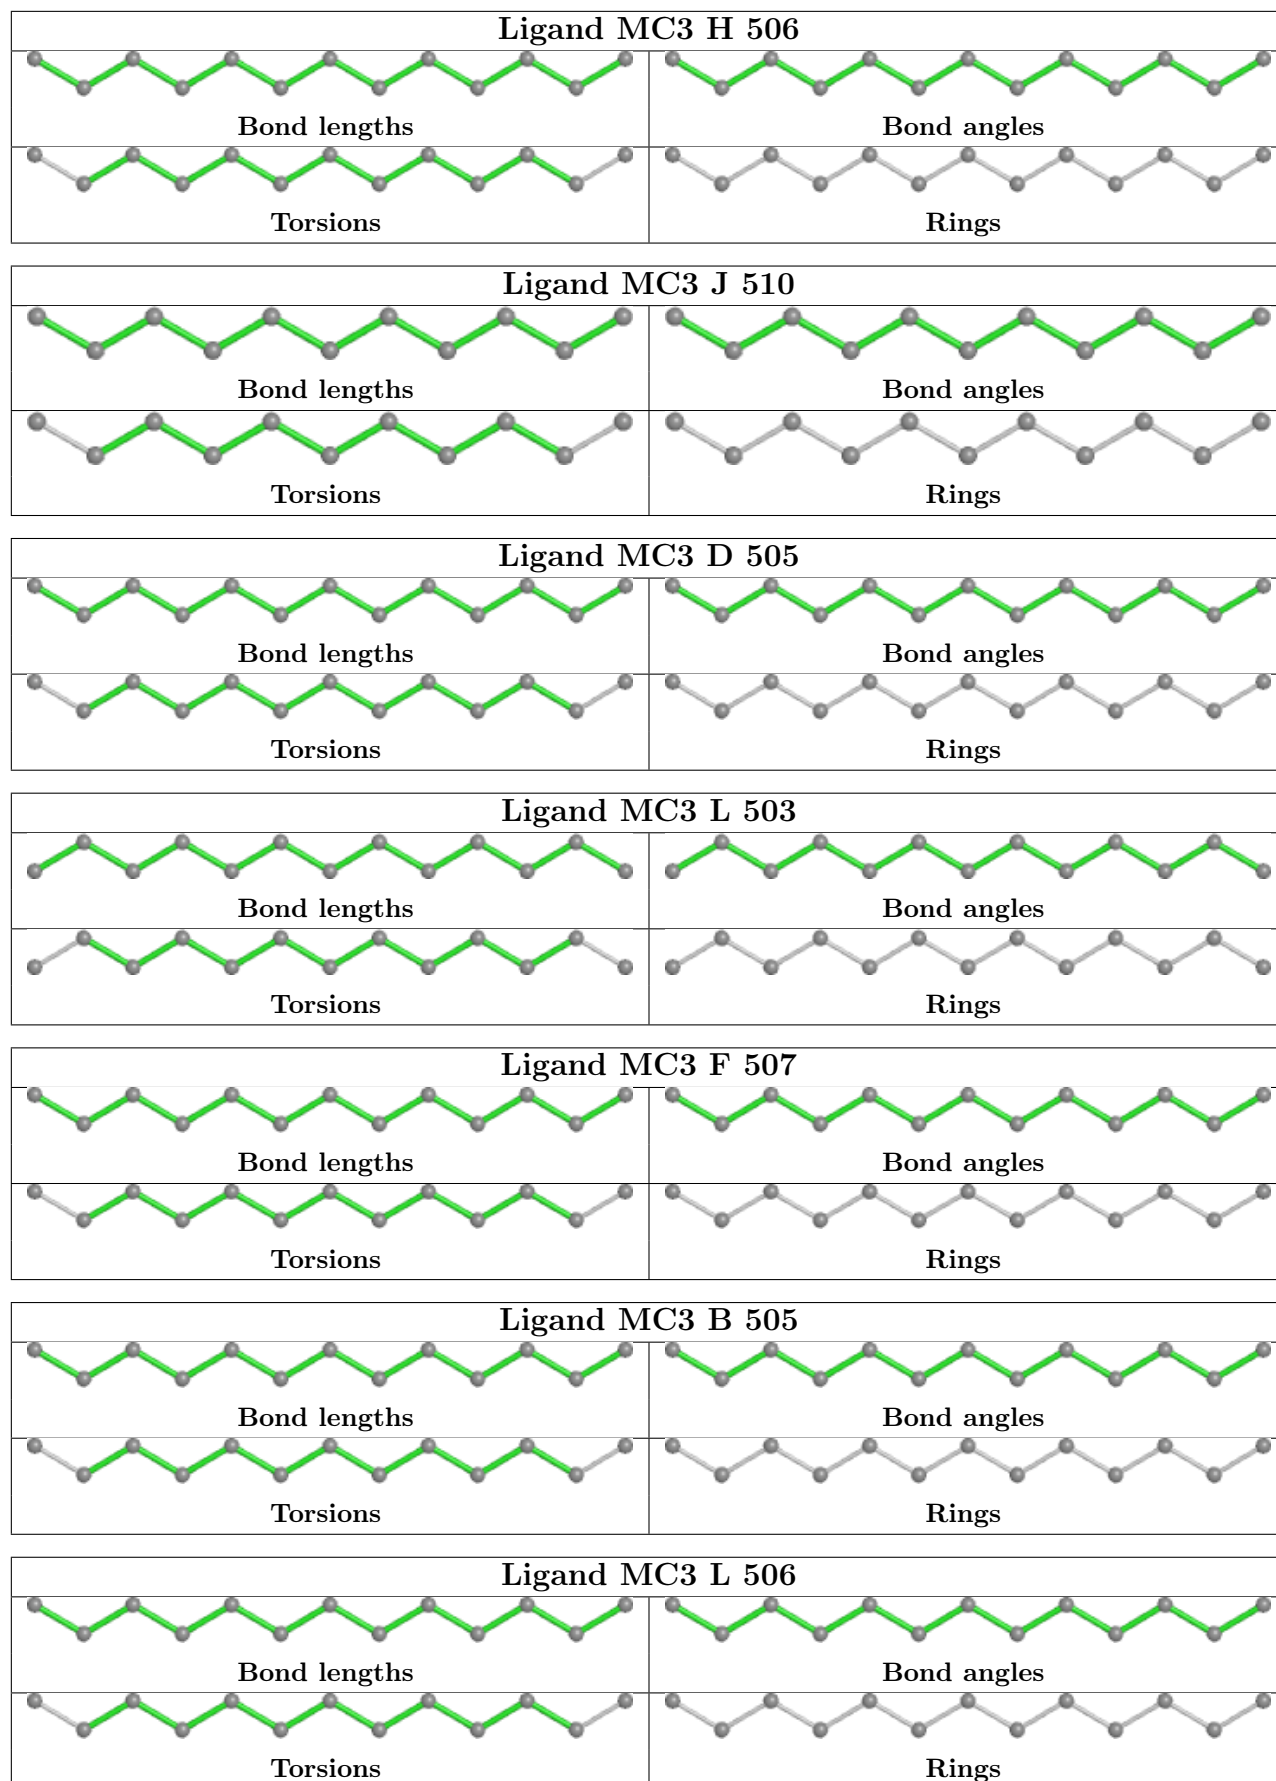 Ligand MC3 H 506
Bond lengths Bond angles
Torsions Rings
Ligand MC3 J 510
Bond lengths Bond angles
Torsions Rings
Ligand MC3 D 505
Bond lengths Bond angles
Torsions Rings
Ligand MC3 L 503
Bond lengths Bond angles
Torsions Rings
Ligand MC3 F 507
Bond lengths Bond angles
Torsions Rings
Ligand MC3 B 505
Bond lengths Bond angles
Torsions Rings
Ligand MC3 L 506
Bond lengths Bond angles
Torsions Rings